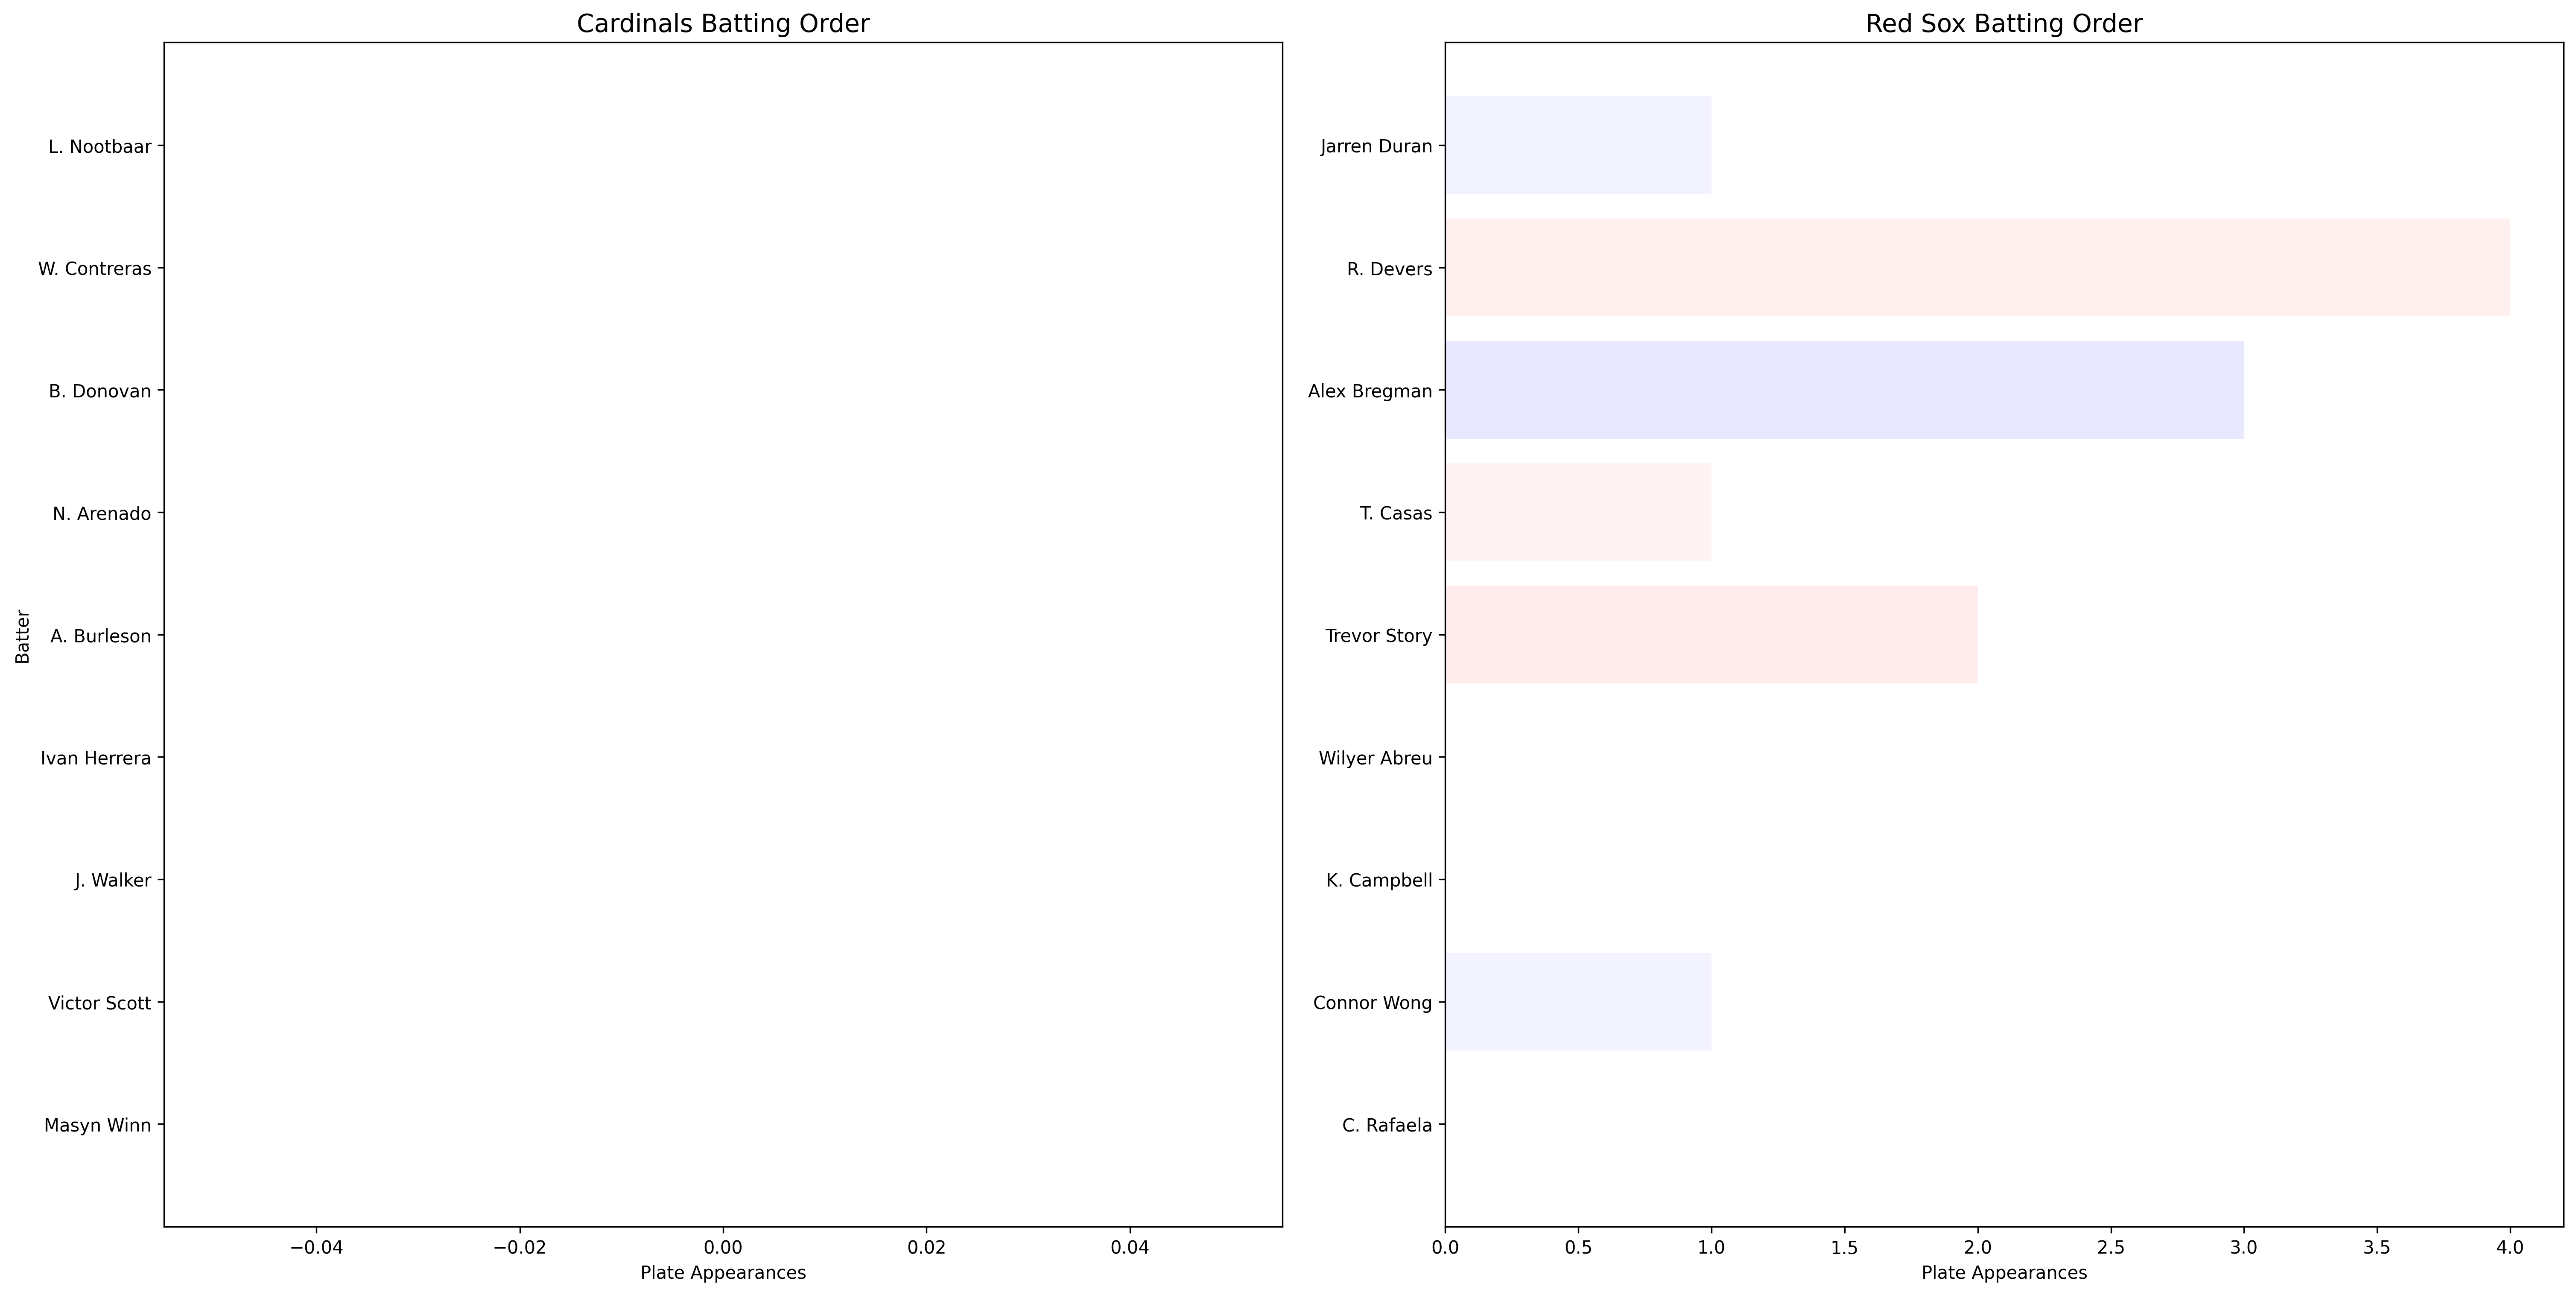 Cardinals Batting Order
Batter
L. Nootbaar
W. Contreras
B. Donovan
N. Arenado
A. Burleson
Ivan Herrera
J. Walker
Victor Scott
Masyn Winn
−0.04 −0.02 0.00 0.02 0.04
Plate Appearances
Red Sox Batting Order
Jarren Duran
R. Devers
Alex Bregman
T. Casas
Trevor Story
Wilyer Abreu
K. Campbell
Connor Wong
C. Rafaela
0.0 0.5 1.0 1.5 2.0 2.5 3.0 3.5 4.0
Plate Appearances